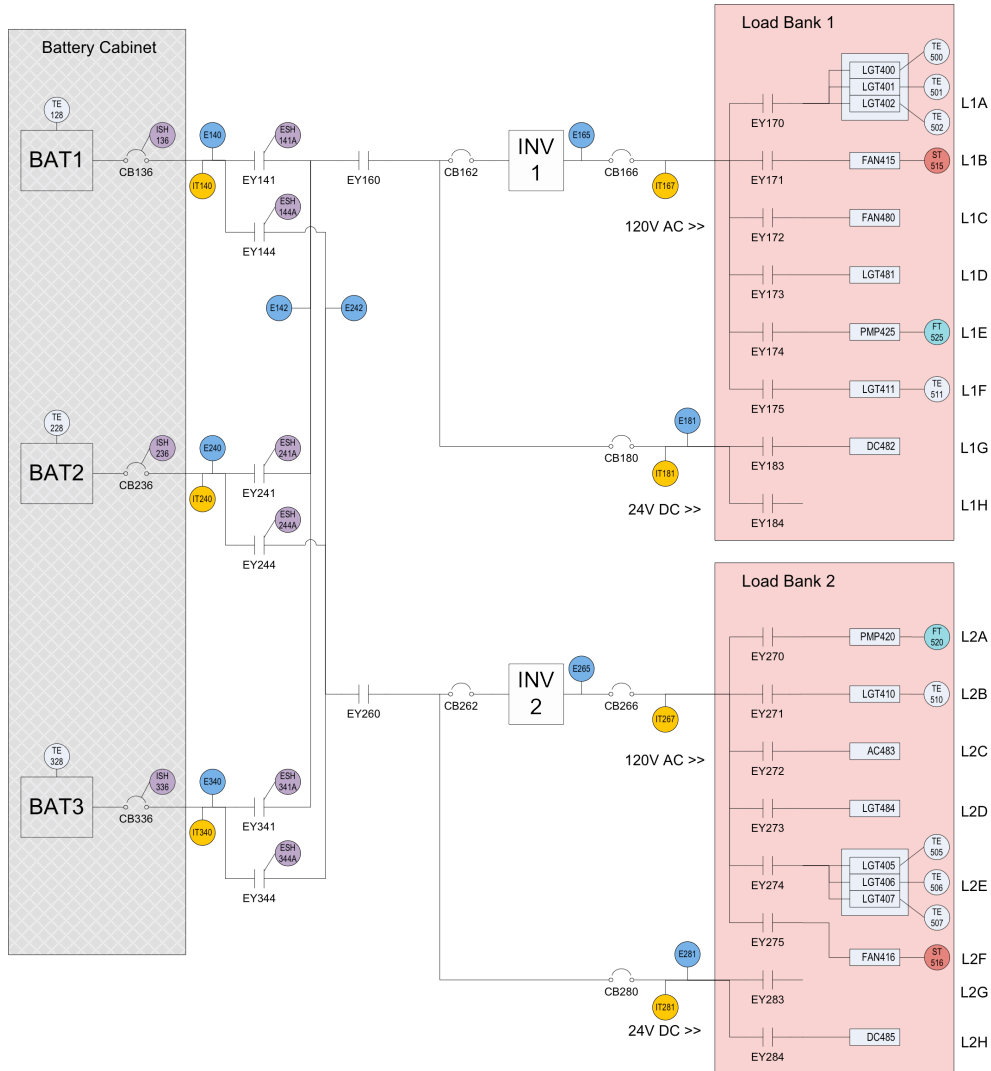 Load Bank 1
Battery Cabinet
TE
500
LGT400
LGT401
LGT402
TE
501
TE
502
EY170
L1A
TE
128
BAT1
ISH
136
CB136
E140
IT140
ESH
141A
EY141
ESH
144A
EY144
EY160
CB162
INV
1
E165
CB166
IT167
120V AC >>
EY171
FAN415
ST
515
L1B
EY172
FAN480
L1C
EY173
LGT481
L1D
E142
E242
EY174
PMP425
FT
525
L1E
EY175
LGT411
TE
511
L1F
TE
228
BAT2
ISH
236
CB236
E240
IT240
ESH
241A
EY241
ESH
244A
EY244
CB180
E181
IT181
24V DC >>
EY183
DC482
L1G
EY184
L1H
Load Bank 2
EY270
PMP420
FT
520
L2A
EY260
CB262
INV
2
E265
CB266
IT267
120V AC >>
EY271
LGT410
TE
510
L2B
EY272
AC483
L2C
EY273
LGT484
L2D
TE
328
BAT3
ISH
336
CB336
E340
IT340
ESH
341A
EY341
ESH
344A
EY344
EY274
LGT405
LGT406
LGT407
TE
505
TE
506
TE
507
L2E
EY275
FAN416
ST
516
L2F
CB280
E281
IT281
24V DC >>
EY283
L2G
EY284
DC485
L2H